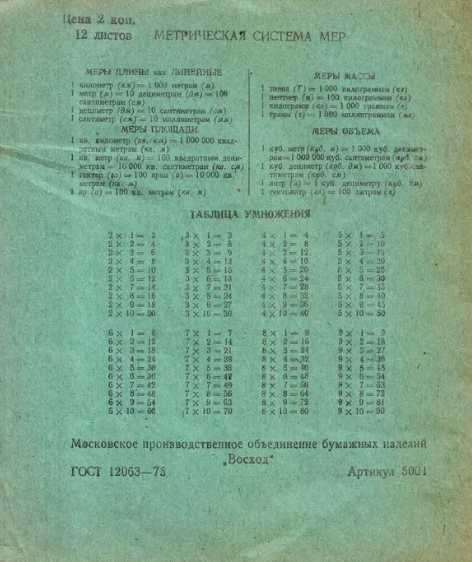 Цена 2 коп.
12 листов МЕТРИЧЕСКАЯ СИСТЕМА МЕР
МЕРЫ ДЛИНЫ или ЛИНЕЙНЫЕ
1 километр (км) = 1 000 метрам (м)
1 метр (м) = 10 дециметрам (дм) = 100
сантиметрам (см)
1 дециметр (дм) = 10 сантиметрам (см)
1 сантиметр (см) = 10 миллиметрам (мм)
МЕРЫ ПЛОЩАДИ
1 кв. километр (кв. км) = 1 000 000 квад-
ратным метрам (кв. м)
1 кв. метр (кв. м) = 100 квадратным деци-
метрам = 10 000 кв. сантиметрам (кв. см)
1 гектар (га) = 100 арам (а) = 10 000 кв.
метрам (кв. м)
1 ар (а) = 100 кв. метрам (кв. м)
МЕРЫ МАССЫ
1 тонна (Т) = 1 000 килограммам (кг)
1 центнер (ц) = 100 килограммам (кг)
1 килограмм (кг) = 1 000 граммам (г)
1 грамм (г) = 1 000 миллиграммам (мг)
МЕРЫ ОБЪЕМА
1 куб. метр (куб. м) = 1 000 куб. децимет-
рам = 1 000 000 куб. сантиметрам (куб. см)
1 куб. дециметр (куб. дм) = 1 000 куб. сан-
тиметрам (куб. см)
1 литр (л) = 1 куб. дециметру (куб. дм)
1 гектолитр (гл) = 100 литрам (л)
ТАБЛИЦА УМНОЖЕНИЯ
2 × 1 = 2 3 × 1 = 3 4 × 1 = 4 5 × 1 = 5
2 × 2 = 4 3 × 2 = 6 4 × 2 = 8 5 × 2 = 10
2 × 3 = 6 3 × 3 = 9 4 × 3 = 12 5 × 3 = 15
2 × 4 = 8 3 × 4 = 12 4 × 4 = 16 5 × 4 = 20
2 × 5 = 10 3 × 5 = 15 4 × 5 = 20 5 × 5 = 25
2 × 6 = 12 3 × 6 = 18 4 × 6 = 24 5 × 6 = 30
2 × 7 = 14 3 × 7 = 21 4 × 7 = 28 5 × 7 = 35
2 × 8 = 16 3 × 8 = 24 4 × 8 = 32 5 × 8 = 40
2 × 9 = 18 3 × 9 = 27 4 × 9 = 36 5 × 9 = 45
2 × 10 = 20 3 × 10 = 30 4 × 10 = 40 5 × 10 = 50
6 × 1 = 6 7 × 1 = 7 8 × 1 = 8 9 × 1 = 9
6 × 2 = 12 7 × 2 = 14 8 × 2 = 16 9 × 2 = 18
6 × 3 = 18 7 × 3 = 21 8 × 3 = 24 9 × 3 = 27
6 × 4 = 24 7 × 4 = 28 8 × 4 = 32 9 × 4 = 36
6 × 5 = 30 7 × 5 = 35 8 × 5 = 40 9 × 5 = 45
6 × 6 = 36 7 × 6 = 42 8 × 6 = 48 9 × 6 = 54
6 × 7 = 42 7 × 7 = 49 8 × 7 = 56 9 × 7 = 63
6 × 8 = 48 7 × 8 = 56 8 × 8 = 64 9 × 8 = 72
6 × 9 = 54 7 × 9 = 63 8 × 9 = 72 9 × 9 = 81
6 × 10 = 60 7 × 10 = 70 8 × 10 = 80 9 × 10 = 90
Московское производственное объединение бумажных изделий
„Восход"
ГОСТ 12063—75 Артикул 5001